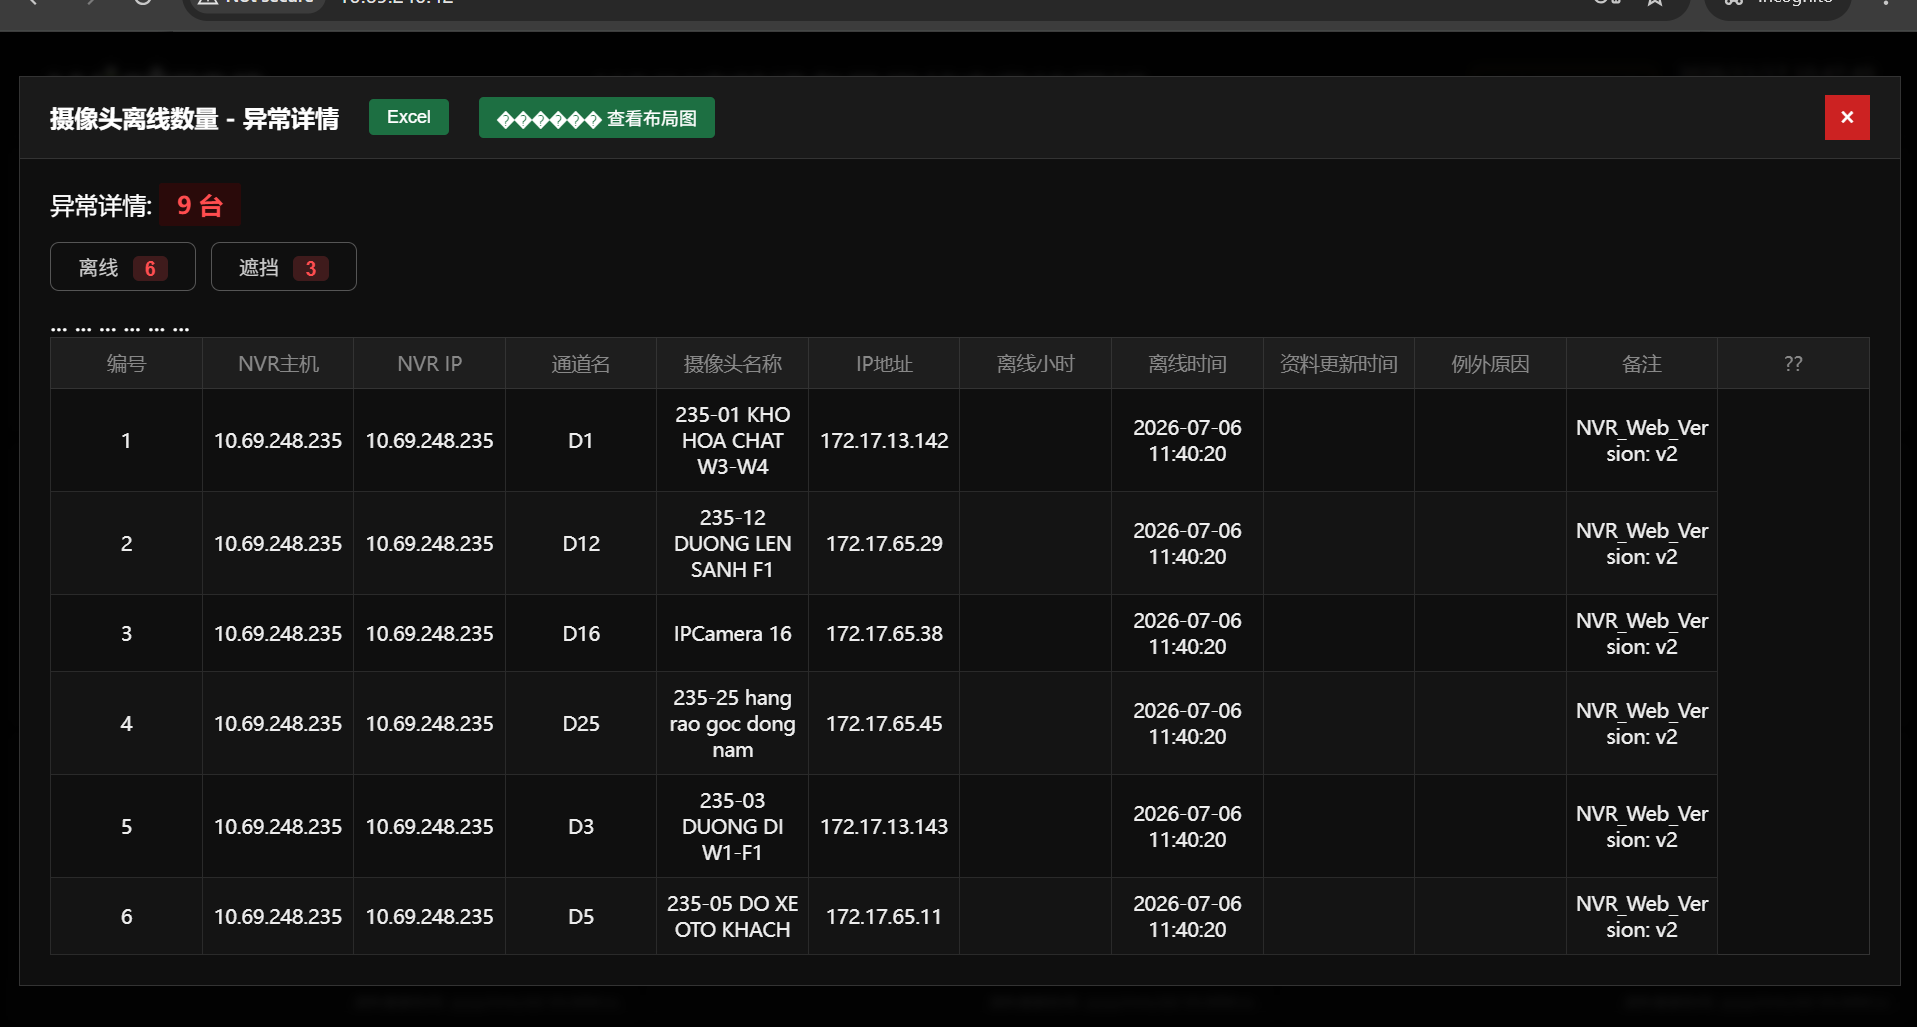 摄像头离线数量 - 异常详情
Excel
������ 查看布局图
×
异常详情: 9 台
离线 6
遮挡 3
... ... ... ... ... ...
编号 NVR主机 NVR IP 通道名 摄像头名称 IP地址 离线小时 离线时间 资料更新时间 例外原因 备注 ??
1 10.69.248.235 10.69.248.235 D1 235-01 KHO HOA CHAT W3-W4 172.17.13.142 2026-07-06 11:40:20 NVR_Web_Version: v2
2 10.69.248.235 10.69.248.235 D12 235-12 DUONG LEN SANH F1 172.17.65.29 2026-07-06 11:40:20 NVR_Web_Version: v2
3 10.69.248.235 10.69.248.235 D16 IPCamera 16 172.17.65.38 2026-07-06 11:40:20 NVR_Web_Version: v2
4 10.69.248.235 10.69.248.235 D25 235-25 hang rao goc dong nam 172.17.65.45 2026-07-06 11:40:20 NVR_Web_Version: v2
5 10.69.248.235 10.69.248.235 D3 235-03 DUONG DI W1-F1 172.17.13.143 2026-07-06 11:40:20 NVR_Web_Version: v2
6 10.69.248.235 10.69.248.235 D5 235-05 DO XE OTO KHACH 172.17.65.11 2026-07-06 11:40:20 NVR_Web_Version: v2